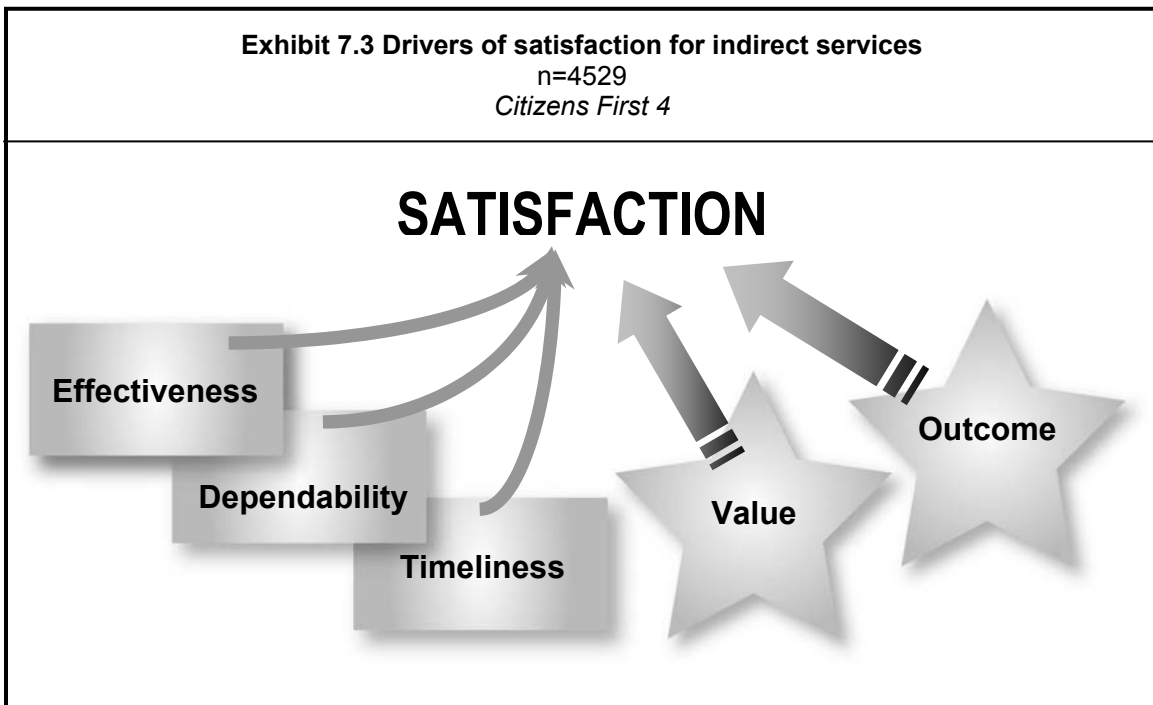 Exhibit 7.3 Drivers of satisfaction for indirect services
n=4529
Citizens First 4
SATISFACTION
Effectiveness
Dependability
Timeliness
Value
Outcome